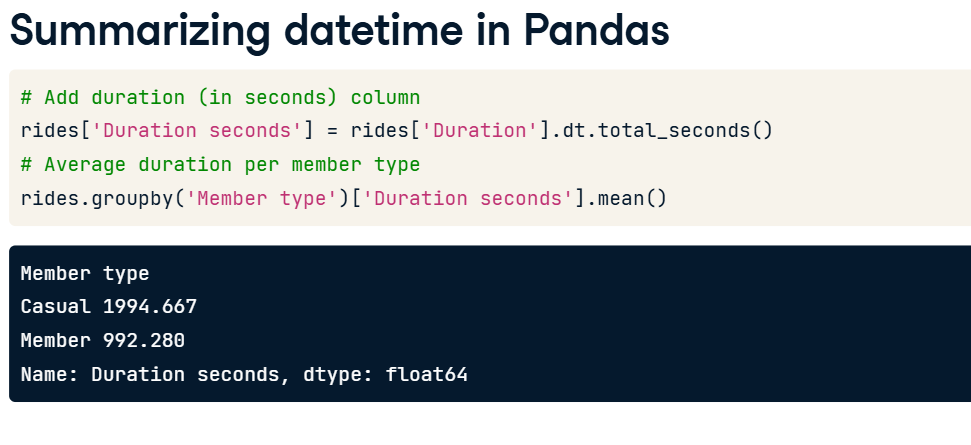 Summarizing datetime in Pandas
# Add duration (in seconds) column
rides['Duration seconds'] = rides['Duration'].dt.total_seconds()
# Average duration per member type
rides.groupby('Member type')['Duration seconds'].mean()
Member type
Casual 1994.667
Member 992.280
Name: Duration seconds, dtype: float64